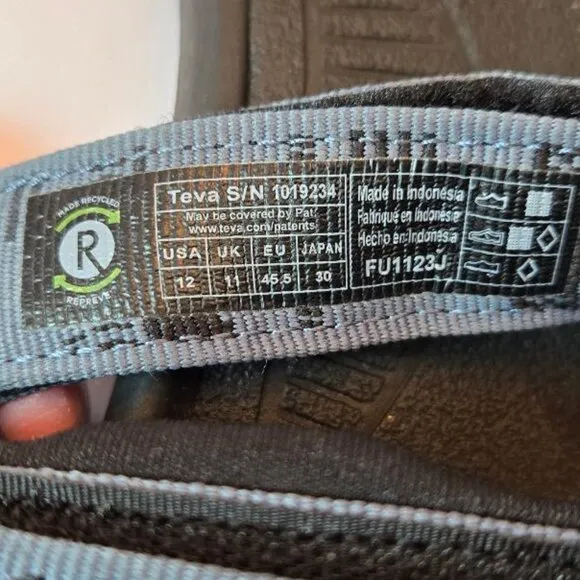 MADE RECYCLED
R
REPREVE
Teva S/N 1019234
May be covered by Pat:
www.teva.com/patents
USA UK EU JAPAN
12 11 45.5 30
Made in Indonesia
Fabriqué en Indonésie
Hecho en Indonesia
FU1123J